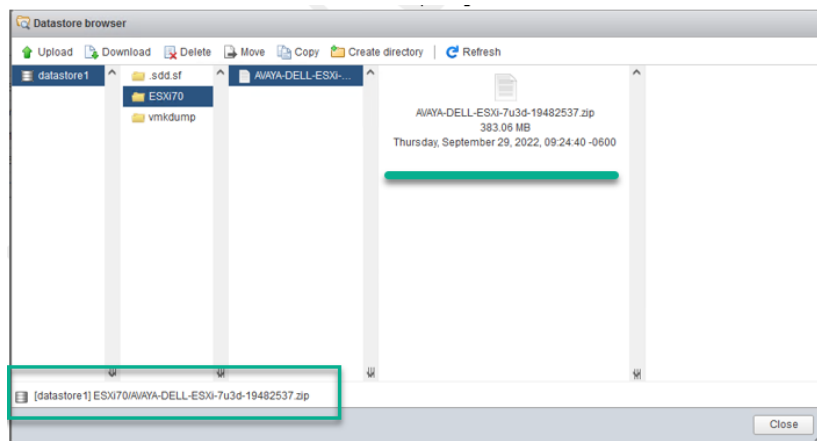 Datastore browser
Upload Download Delete Move Copy Create directory Refresh
datastore1 .sdd.sf AVAYA-DELL-ESXi-...
ESXi70
vmkdump
AVAYA-DELL-ESXi-7u3d-19482537.zip
383.06 MB
Thursday, September 29, 2022, 09:24:40 -0600
[datastore1] ESXi70/AVAYA-DELL-ESXi-7u3d-19482537.zip
Close